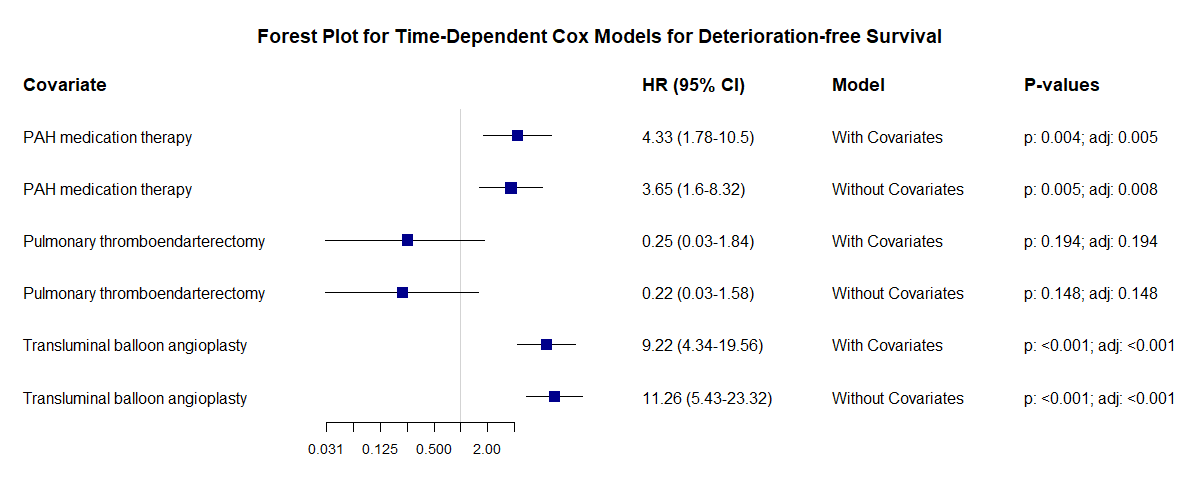 Forest Plot for Time-Dependent Cox Models for Deterioration-free Survival
Covariate HR (95% CI) Model P-values
PAH medication therapy 4.33 (1.78-10.5) With Covariates p: 0.004; adj: 0.005
PAH medication therapy 3.65 (1.6-8.32) Without Covariates p: 0.005; adj: 0.008
Pulmonary thromboendarterectomy 0.25 (0.03-1.84) With Covariates p: 0.194; adj: 0.194
Pulmonary thromboendarterectomy 0.22 (0.03-1.58) Without Covariates p: 0.148; adj: 0.148
Transluminal balloon angioplasty 9.22 (4.34-19.56) With Covariates p: <0.001; adj: <0.001
Transluminal balloon angioplasty 11.26 (5.43-23.32) Without Covariates p: <0.001; adj: <0.001
0.031 0.125 0.500 2.00